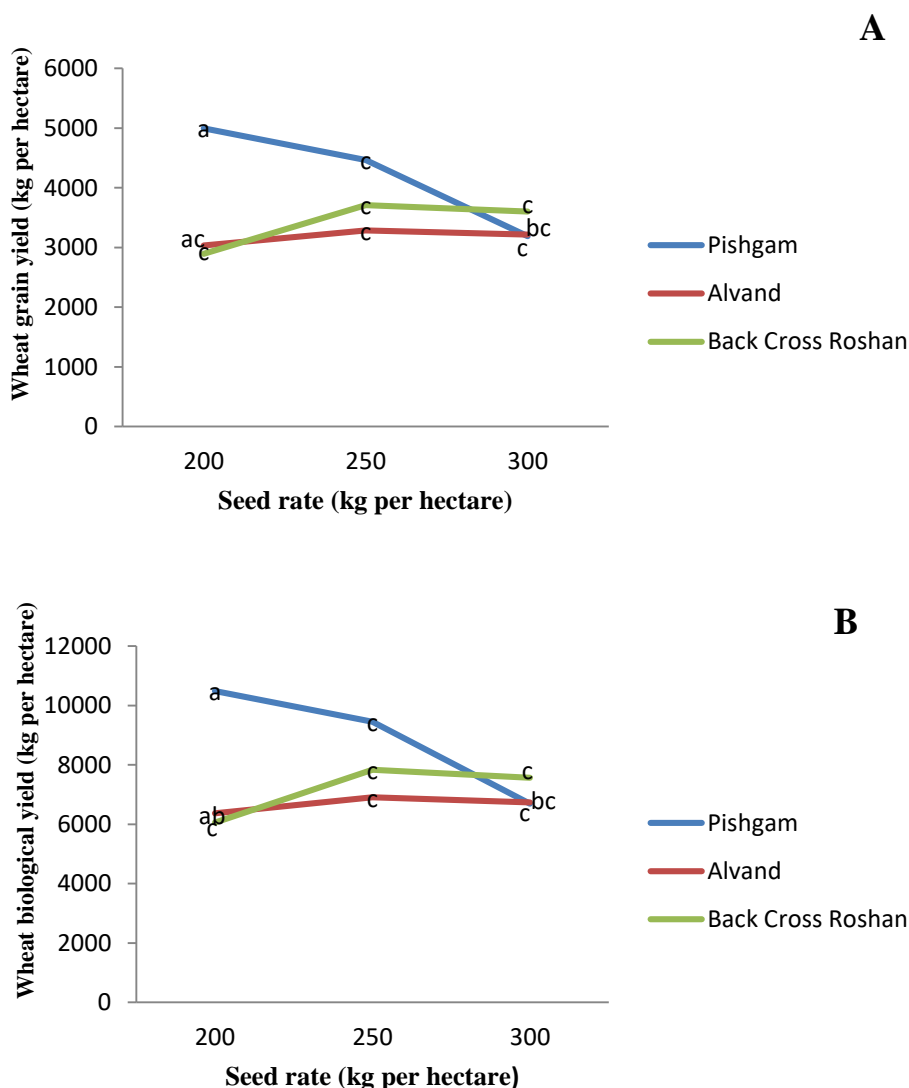 A
Wheat grain yield (kg per hectare)
6000
5000
4000
3000
2000
1000
0
a
c
c
bc
ac
c
c
c
c
200 250 300
Seed rate (kg per hectare)
Pishgam
Alvand
Back Cross Roshan
B
Wheat biological yield (kg per hectare)
12000
10000
8000
6000
4000
2000
0
a
c
c
c
bc
ab
c
c
c
200 250 300
Seed rate (kg per hectare)
Pishgam
Alvand
Back Cross Roshan